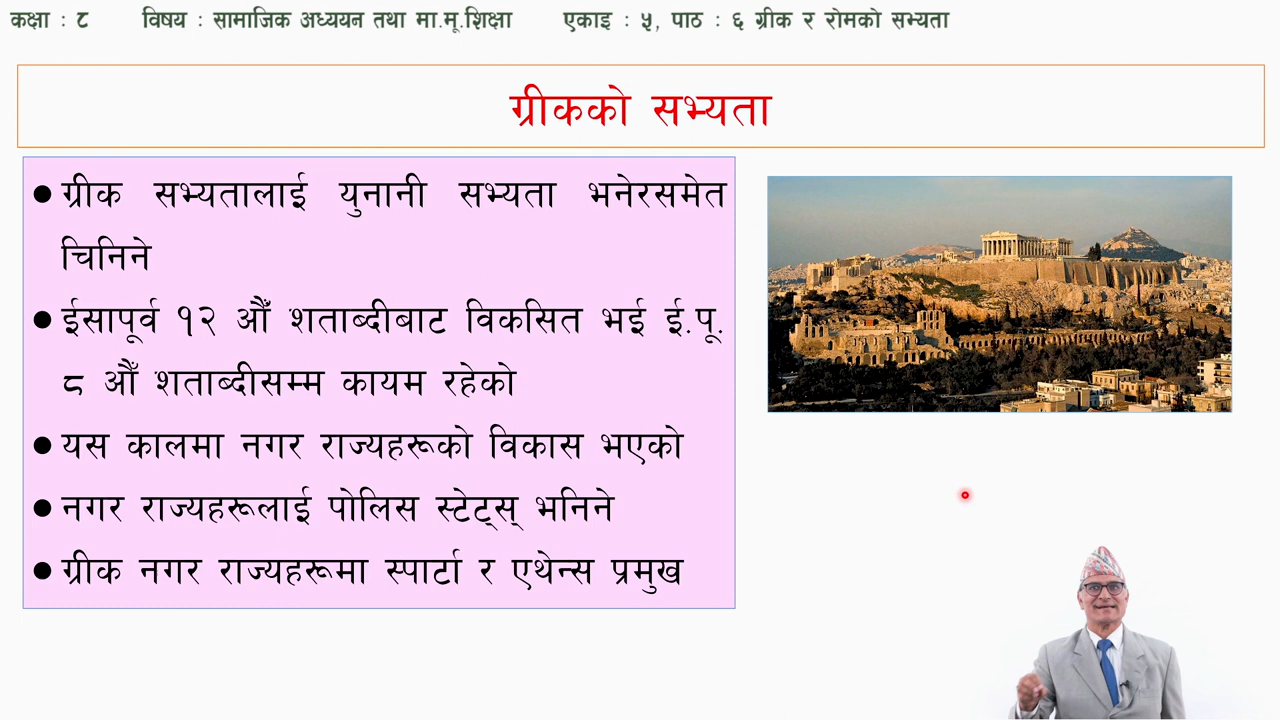 कक्षा : ८ विषय : सामाजिक अध्ययन तथा मा.मू.शिक्षा एकाइ : ५, पाठ : ६ ग्रीक र रोमको सभ्यता
ग्रीकको सभ्यता
● ग्रीक सभ्यतालाई युनानी सभ्यता भनेरसमेत
चिनिने
● ईसापूर्व १२ औँ शताब्दीबाट विकसित भई ई.पू.
८ औँ शताब्दीसम्म कायम रहेको
● यस कालमा नगर राज्यहरूको विकास भएको
● नगर राज्यहरूलाई पोलिस स्टेट्स् भनिने
● ग्रीक नगर राज्यहरूमा स्पार्टा र एथेन्स प्रमुख